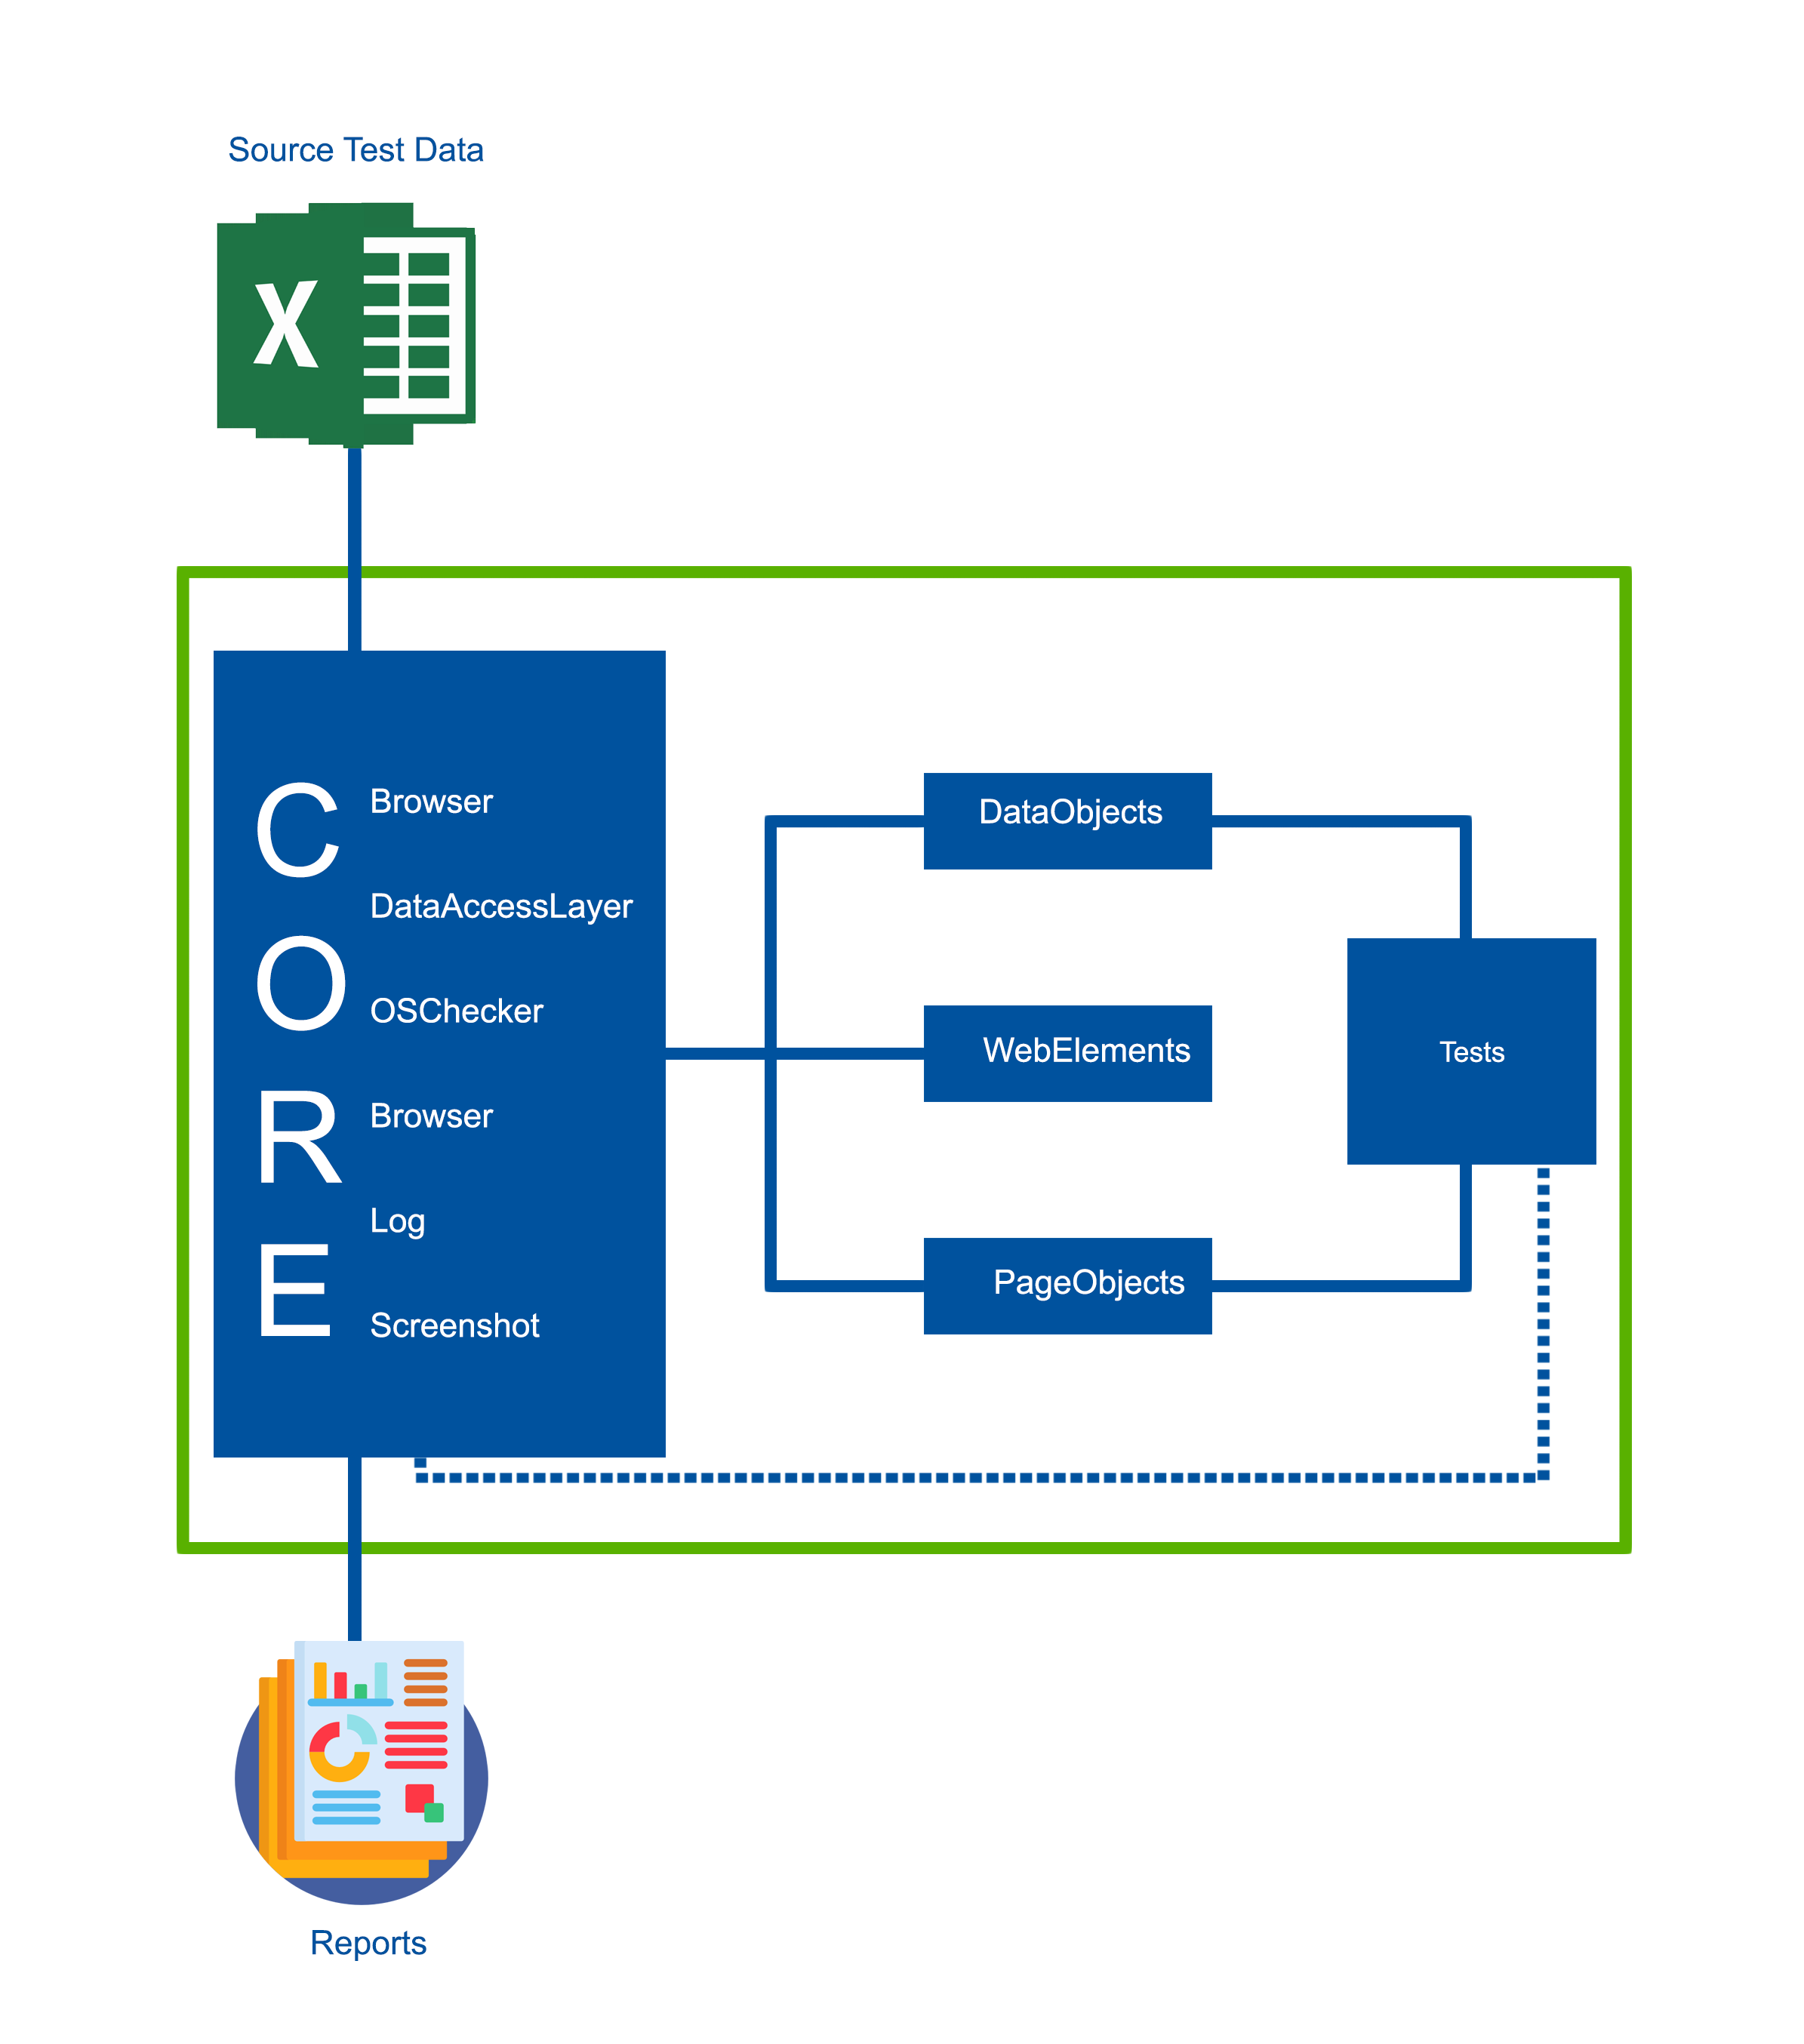 Source Test Data
X
C
O
R
E
Browser
DataAccessLayer
OSChecker
Browser
Log
Screenshot
DataObjects
WebElements
PageObjects
Tests
Reports